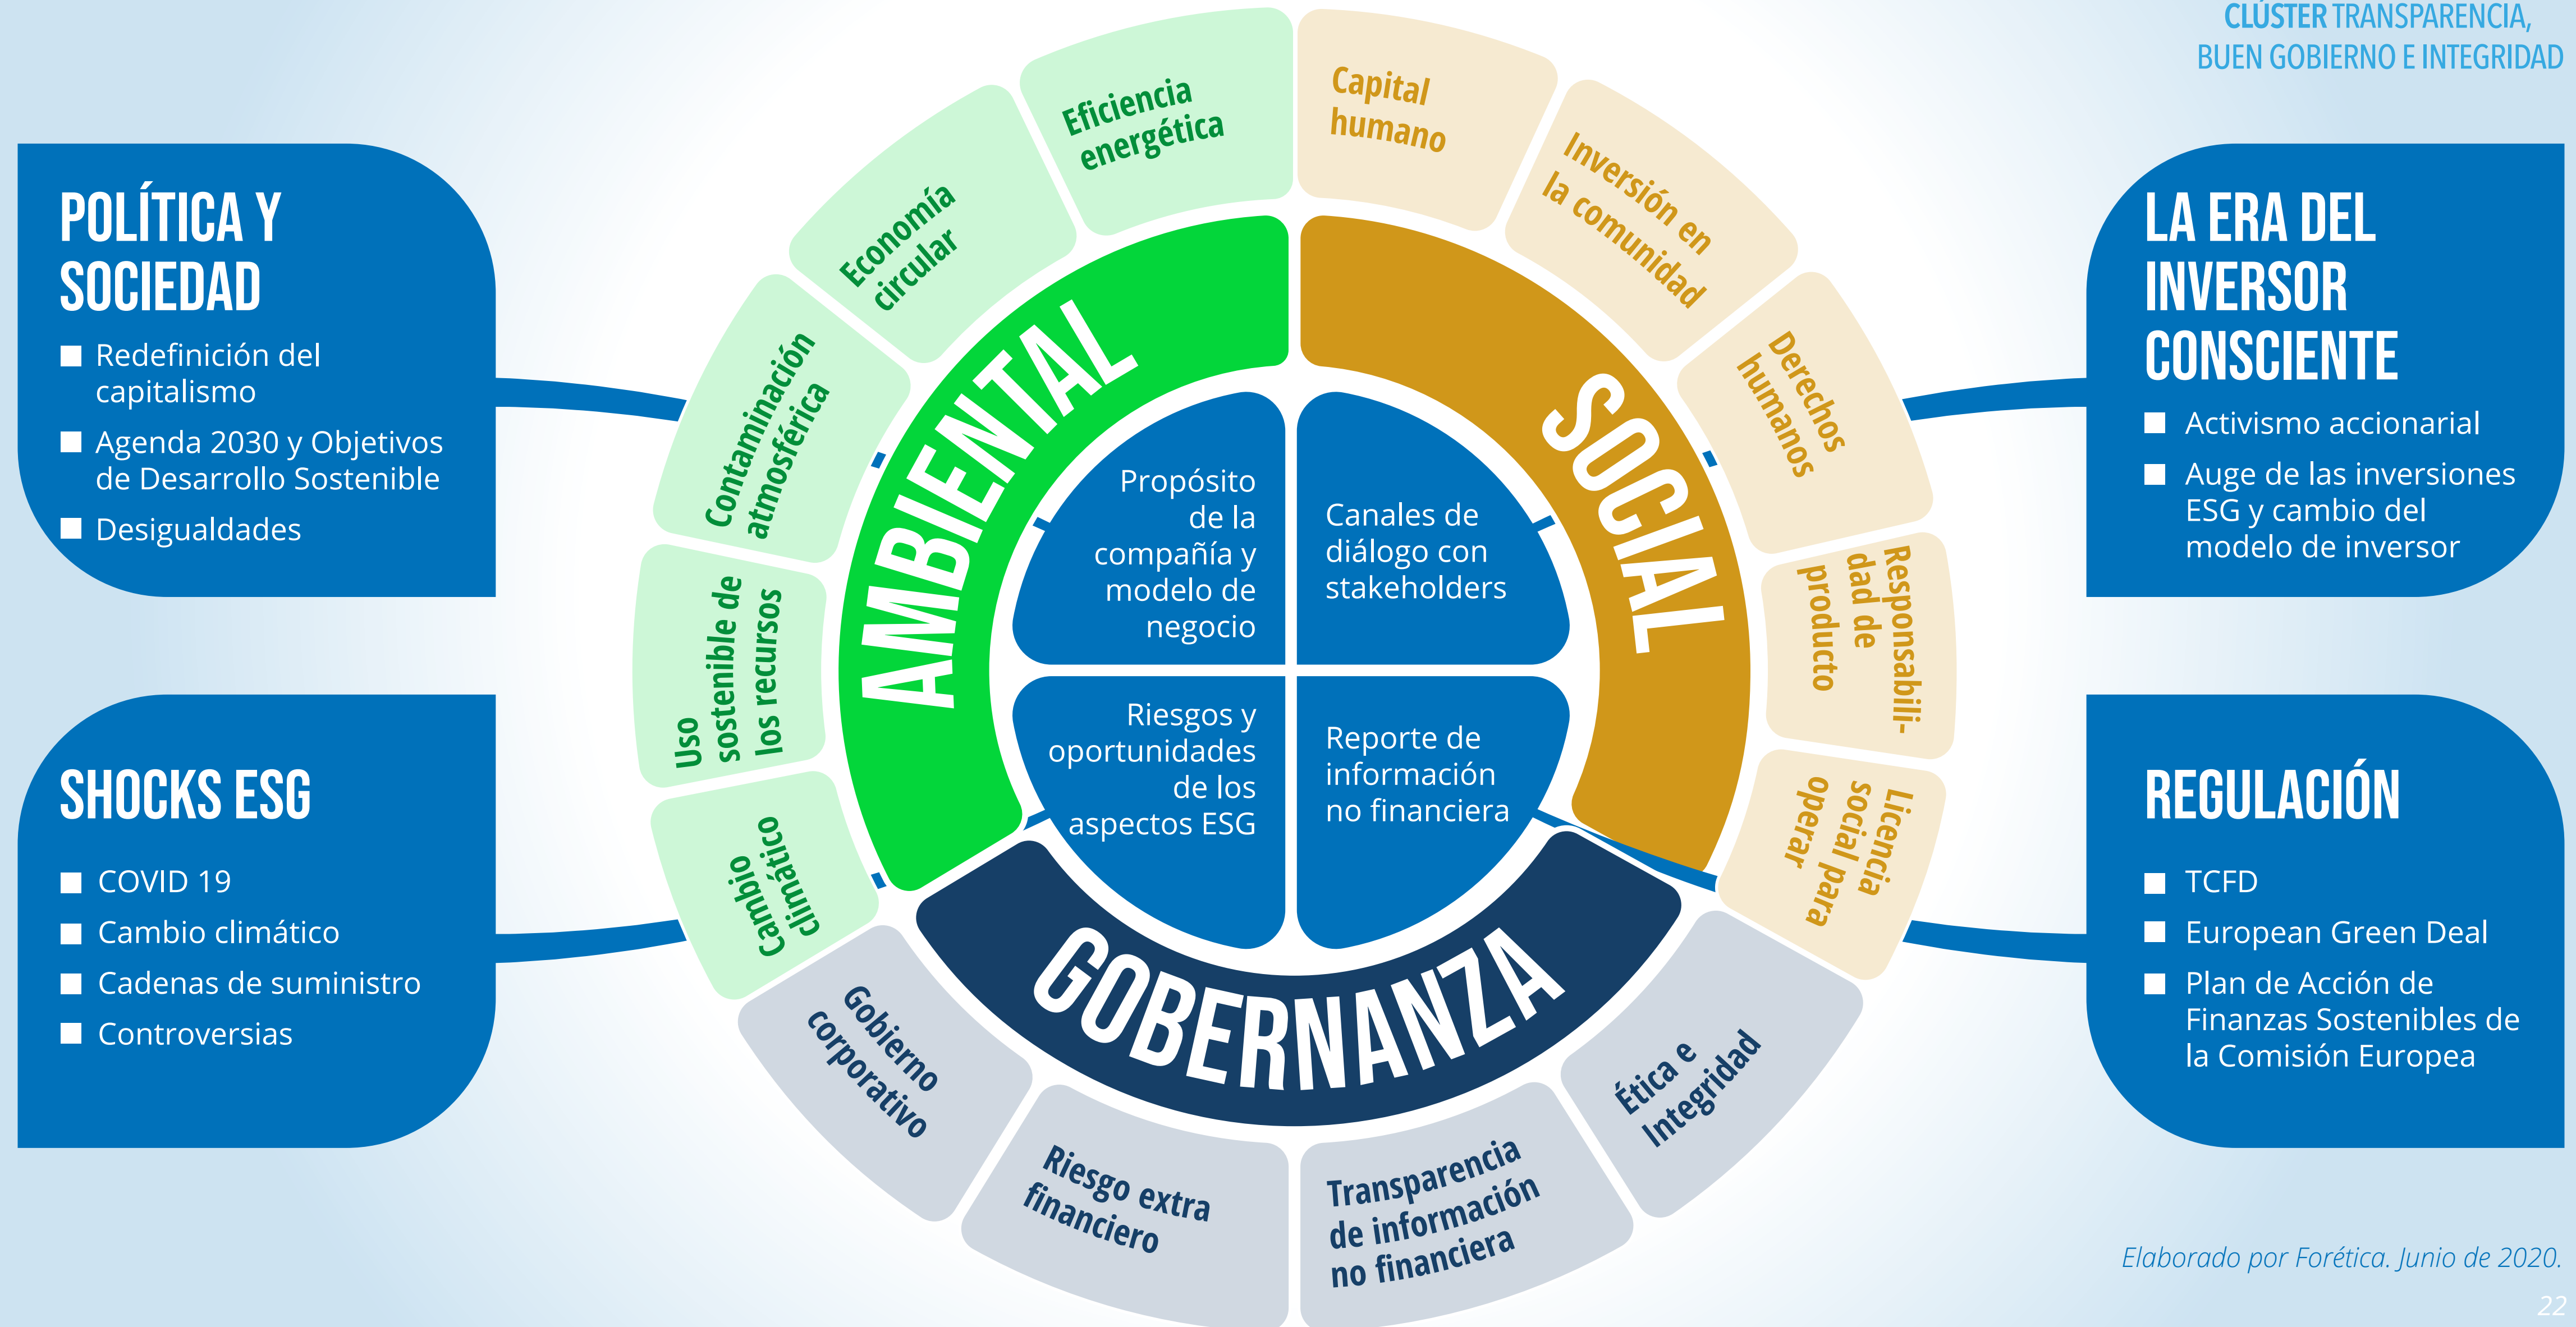 CLÚSTER TRANSPARENCIA,
BUEN GOBIERNO E INTEGRIDAD
POLÍTICA Y
SOCIEDAD
Redefinición del
capitalismo
Agenda 2030 y Objetivos
de Desarrollo Sostenible
Desigualdades
SHOCKS ESG
COVID 19
Cambio climático
Cadenas de suministro
Controversias
AMBIENTAL
Eficiencia
energética
Economía
circular
Contaminación
atmosférica
Uso
sostenible de
los recursos
Cambio
climático
SOCIAL
Capital
humano
Inversión en
la comunidad
Derechos
humanos
Responsabili-
dad de
producto
Licencia
social para
operar
GOBERNANZA
Gobierno
corporativo
Riesgo extra
financiero
Transparencia
de información
no financiera
Ética e
Integridad
Propósito
de la
compañía y
modelo de
negocio
Canales de
diálogo con
stakeholders
Riesgos y
oportunidades
de los
aspectos ESG
Reporte de
información
no financiera
LA ERA DEL
INVERSOR
CONSCIENTE
Activismo accionarial
Auge de las inversiones
ESG y cambio del
modelo de inversor
REGULACIÓN
TCFD
European Green Deal
Plan de Acción de
Finanzas Sostenibles de
la Comisión Europea
Elaborado por Forética. Junio de 2020.
22